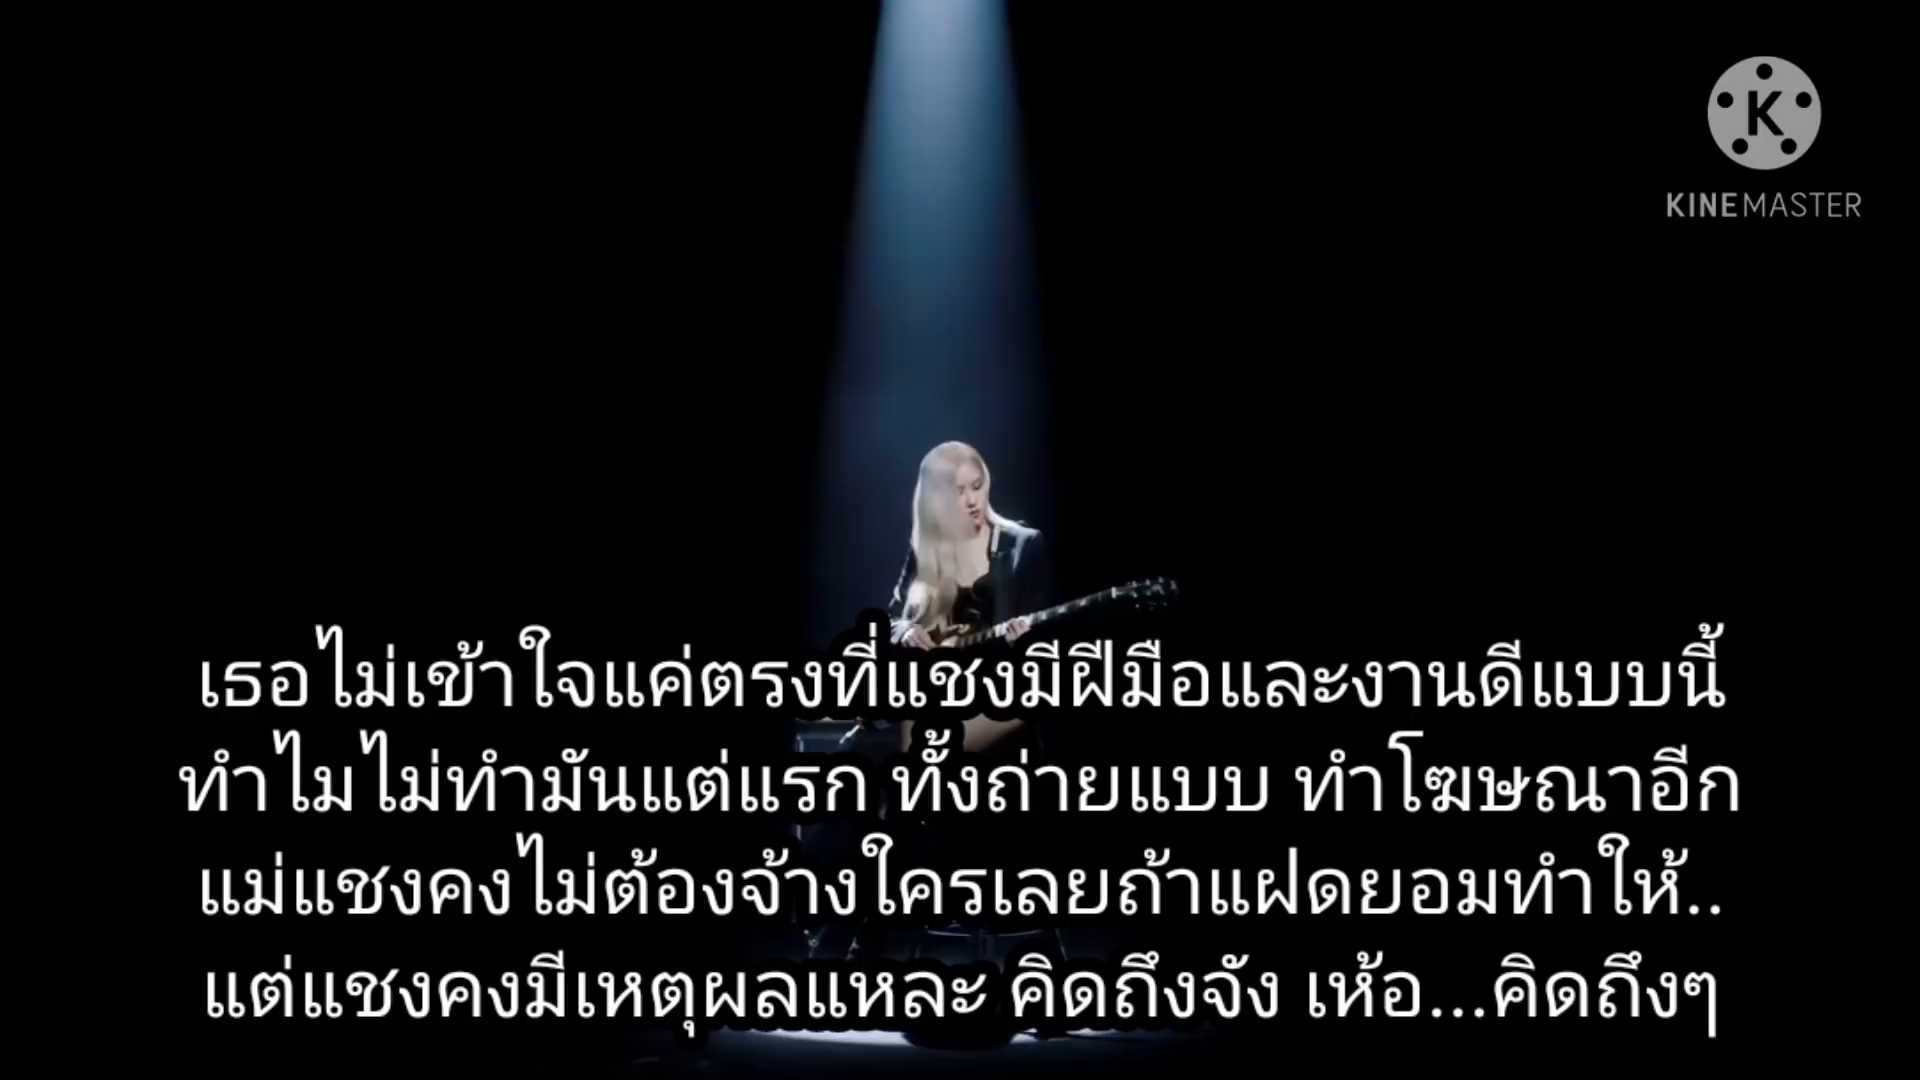 K
KINEMASTER
เธอไม่เข้าใจแค่ตรงที่แชงมีฝีมือและงานดีแบบนี้
ทำไมไม่ทำมันแต่แรก ทั้งถ่ายแบบ ทำโฆษณาอีก
แม่แชงคงไม่ต้องจ้างใครเลยถ้าแฝดยอมทำให้..
แต่แชงคงมีเหตุผลแหละ คิดถึงจัง เห้อ...คิดถึงๆ